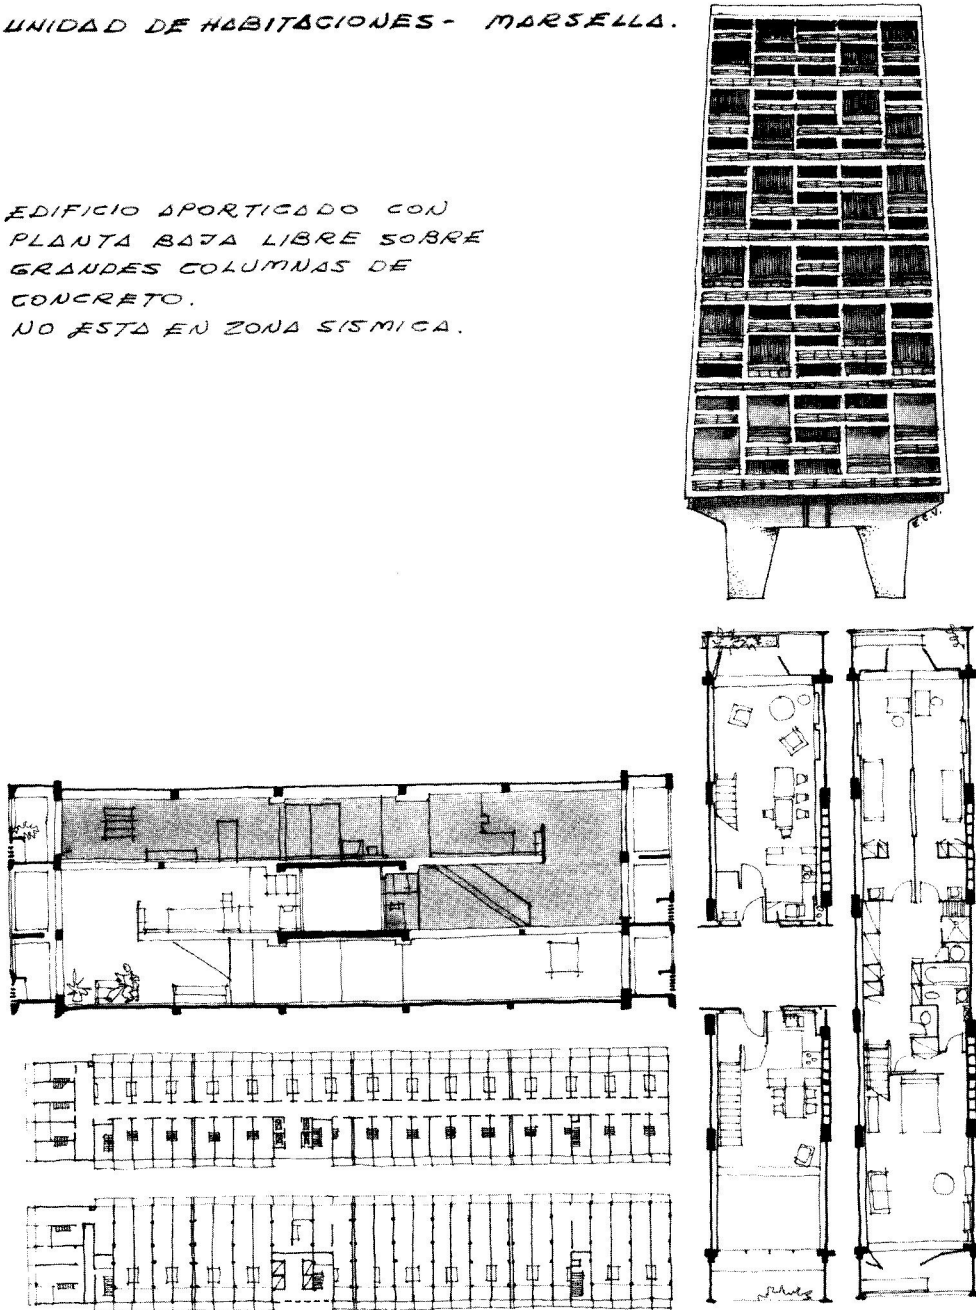 UNIDAD DE HABITACIONES - MARSELLA.
EDIFICIO APORTICADO CON
PLANTA BAJA LIBRE SOBRE
GRANDES COLUMNAS DE
CONCRETO.
NO ESTA EN ZONA SISMICA.
E.C.V.